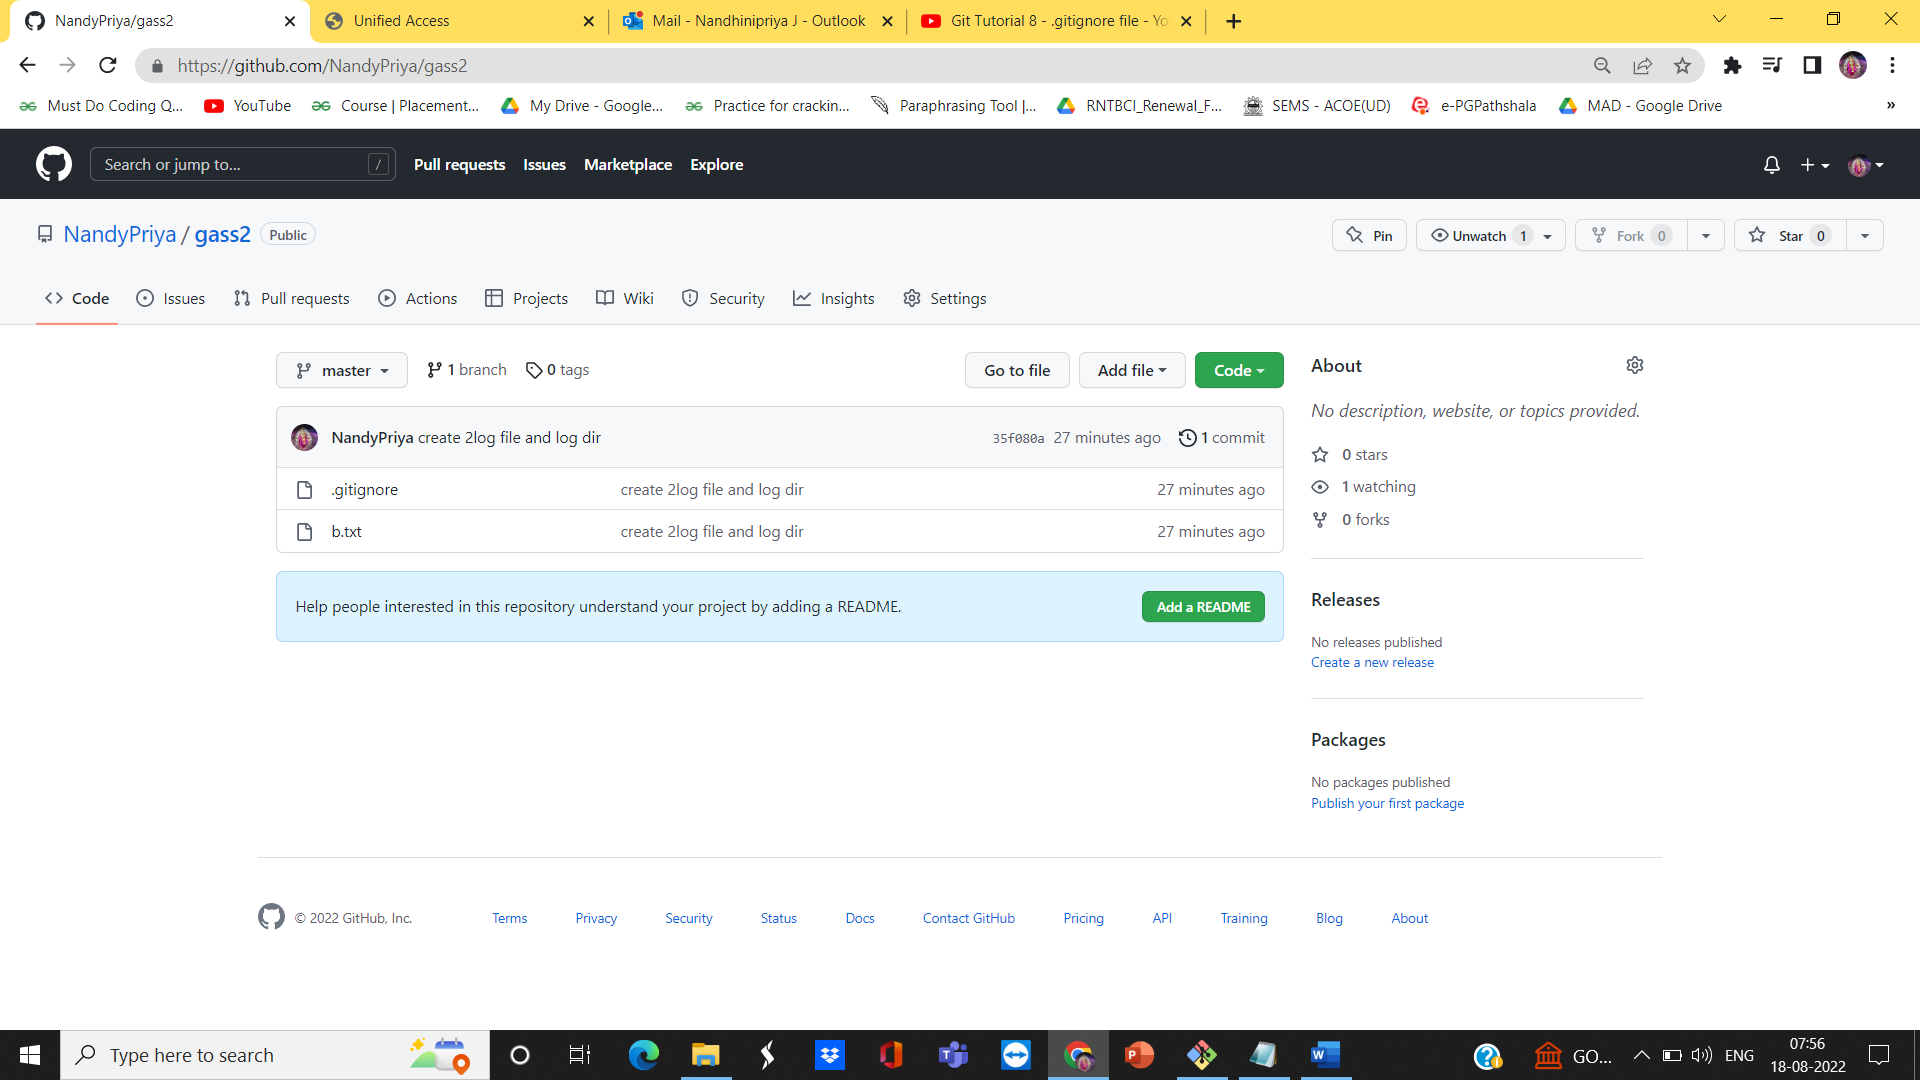 NandyPriya/gass2
Unified Access
Mail - Nandhinipriya J - Outlook
Git Tutorial 8 - .gitignore file - Yo
https://github.com/NandyPriya/gass2
Must Do Coding Q...
YouTube
Course | Placement...
My Drive - Google...
Practice for crackin...
Paraphrasing Tool |...
RNTBCI_Renewal_F...
SEMS - ACOE(UD)
e-PGPathshala
MAD - Google Drive
»
Search or jump to... /
Pull requests Issues Marketplace Explore
NandyPriya / gass2 Public
Pin
Unwatch 1
Fork 0
Star 0
Code Issues Pull requests Actions Projects Wiki Security Insights Settings
master 1 branch 0 tags
Go to file Add file Code
NandyPriya create 2log file and log dir 35f080a 27 minutes ago 1 commit
.gitignore create 2log file and log dir 27 minutes ago
b.txt create 2log file and log dir 27 minutes ago
Help people interested in this repository understand your project by adding a README. Add a README
About
No description, website, or topics provided.
0 stars
1 watching
0 forks
Releases
No releases published
Create a new release
Packages
No packages published
Publish your first package
© 2022 GitHub, Inc. Terms Privacy Security Status Docs Contact GitHub Pricing API Training Blog About
Type here to search
GO...
ENG
07:56
18-08-2022